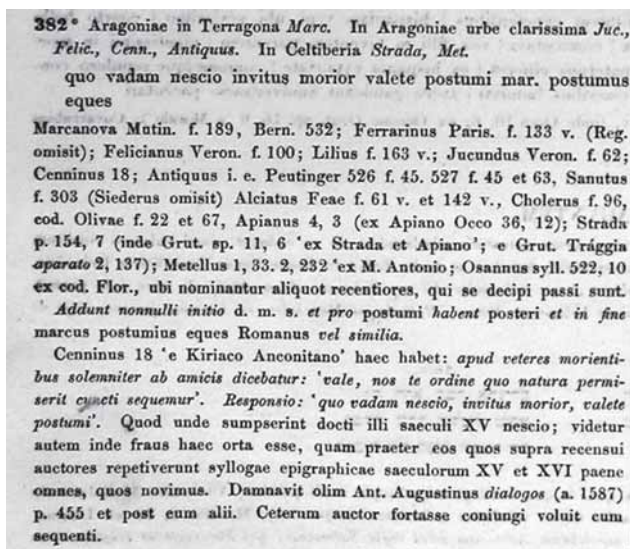 382* Aragoniae in Terragona Marc. In Aragoniae urbe clarissima Juc.,
Felic., Cenn., Antiquus. In Celtiberia Strada, Met.
quo vadam nescio invitus morior valete postumi mar. postumus
eques
Marcanova Mutin. f. 189, Bern. 532; Ferrarinus Paris. f. 133 v. (Reg.
omisit); Felicianus Veron. f. 100; Lilius f. 163 v.; Jucundus Veron. f. 62;
Cenninus 18; Antiquus i. e. Peutinger 526 f. 45. 527 f. 45 et 63, Sanutus
f. 303 (Siederus omisit) Alciatus Feae f. 61 v. et 142 v., Cholerus f. 96,
cod. Olivae f. 22 et 67, Apianus 4, 3 (ex Apiano Occo 36, 12); Strada
p. 154, 7 (inde Grut. sp. 11, 6 'ex Strada et Apiano'; e Grut. Tràggia
aparato 2, 137); Metellus 1, 33. 2, 232 'ex M. Antonio; Osannus syll. 522, 10
ex cod. Flor., ubi nominantur aliquot recentiores, qui se decipi passi sunt.
Addunt nonnulli initio d. m. s. et pro postumi habent posteri et in fine
marcus postumius eques Romanus vel similia.
Cenninus 18 'e Kiriaco Anconitano' haec habet: apud veteres morienti-
bus solemniter ab amicis dicebatur: 'vale, nos te ordine quo natura permi-
serit cuncti sequemur'. Responsio: 'quo vadam nescio, invitus morior, valete
postumi'. Quod unde sumpserint docti illi saeculi XV nescio; videtur
autem inde fraus haec orta esse, quam praeter eos quos supra recensui
auctores repetiverunt syllogae epigraphicae saeculorum XV et XVI paene
omnes, quos novimus. Damnavit olim Ant. Augustinus dialogos (a. 1587)
p. 455 et post eum alii. Ceterum auctor fortasse coniungi voluit cum
sequenti.